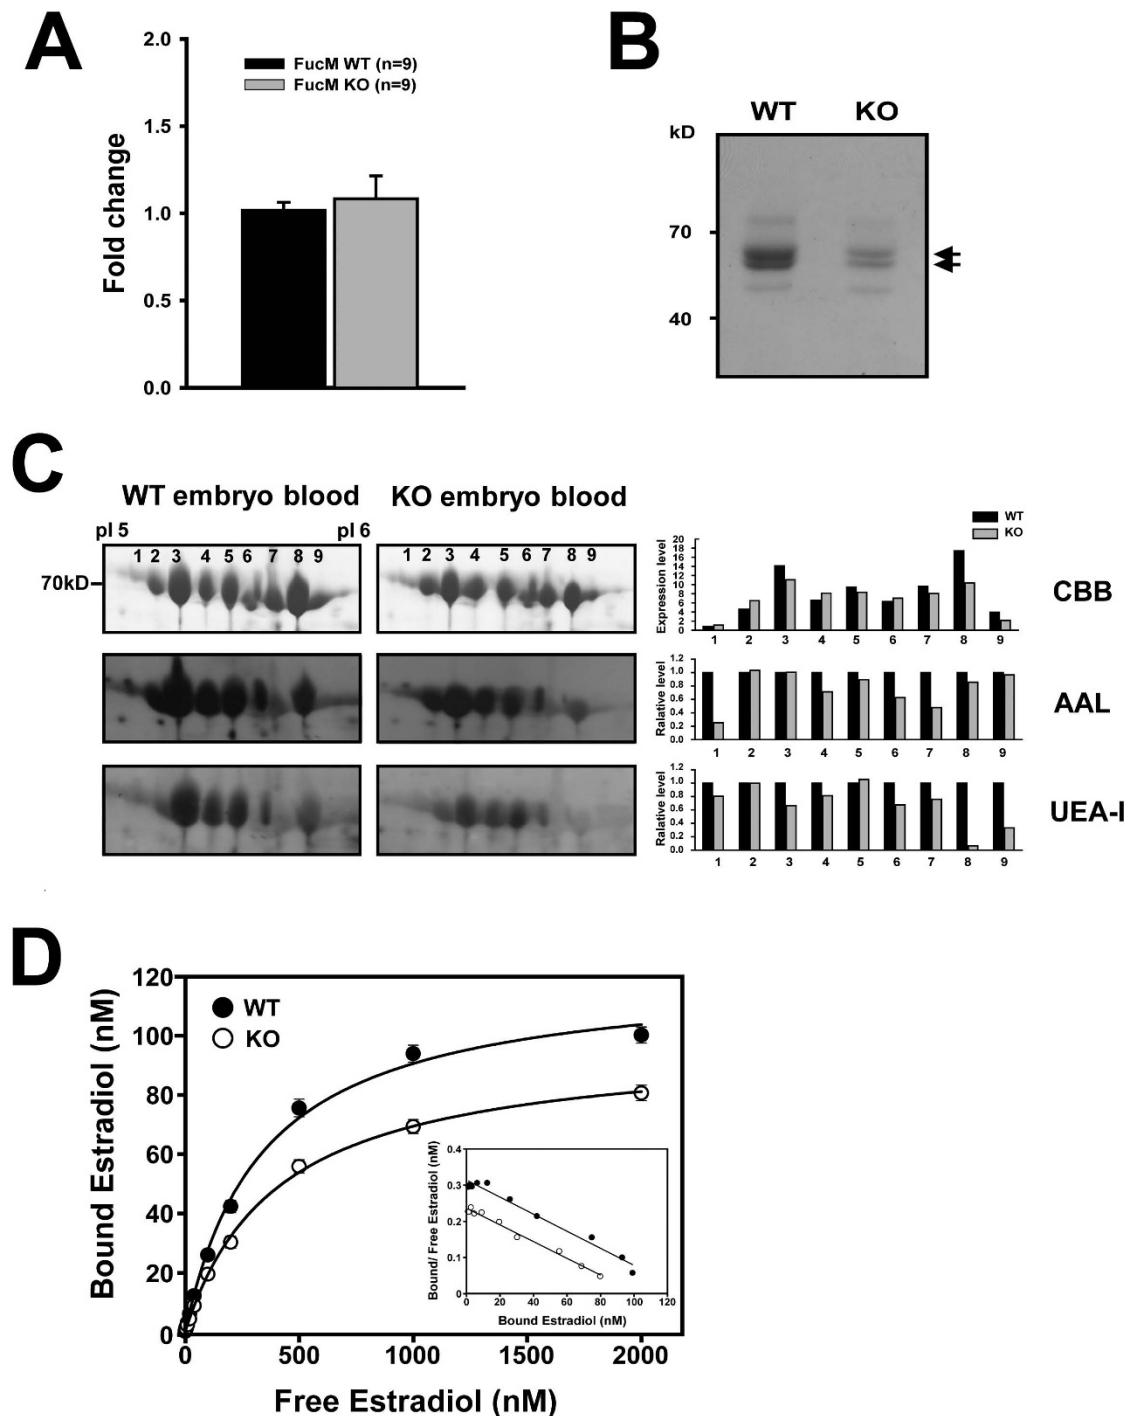 A
2.0
1.5
1.0
0.5
0.0
Fold change
FucM WT (n=9)
FucM KO (n=9)
B
WT KO
kD
70
40
C
WT embryo blood KO embryo blood
pI 5 pI 6
1 2 3 4 5 6 7 8 9
1 2 3 4 5 6 7 8 9
70kD
WT
KO
Expression level
20
18
16
14
12
10
8
6
4
2
0
1 2 3 4 5 6 7 8 9
CBB
Ralative level
1.2
1.0
0.8
0.6
0.4
0.2
0.0
1 2 3 4 5 6 7 8 9
AAL
Ralative level
1.2
1.0
0.8
0.6
0.4
0.2
0.0
1 2 3 4 5 6 7 8 9
UEA-I
D
Bound Estradiol (nM)
120
100
80
60
40
20
0
WT
KO
Bound/ Free Estradiol (nM)
0.4
0.3
0.2
0.1
0
0 20 40 60 80 100 120
Bound Estradiol (nM)
0 500 1000 1500 2000
Free Estradiol (nM)